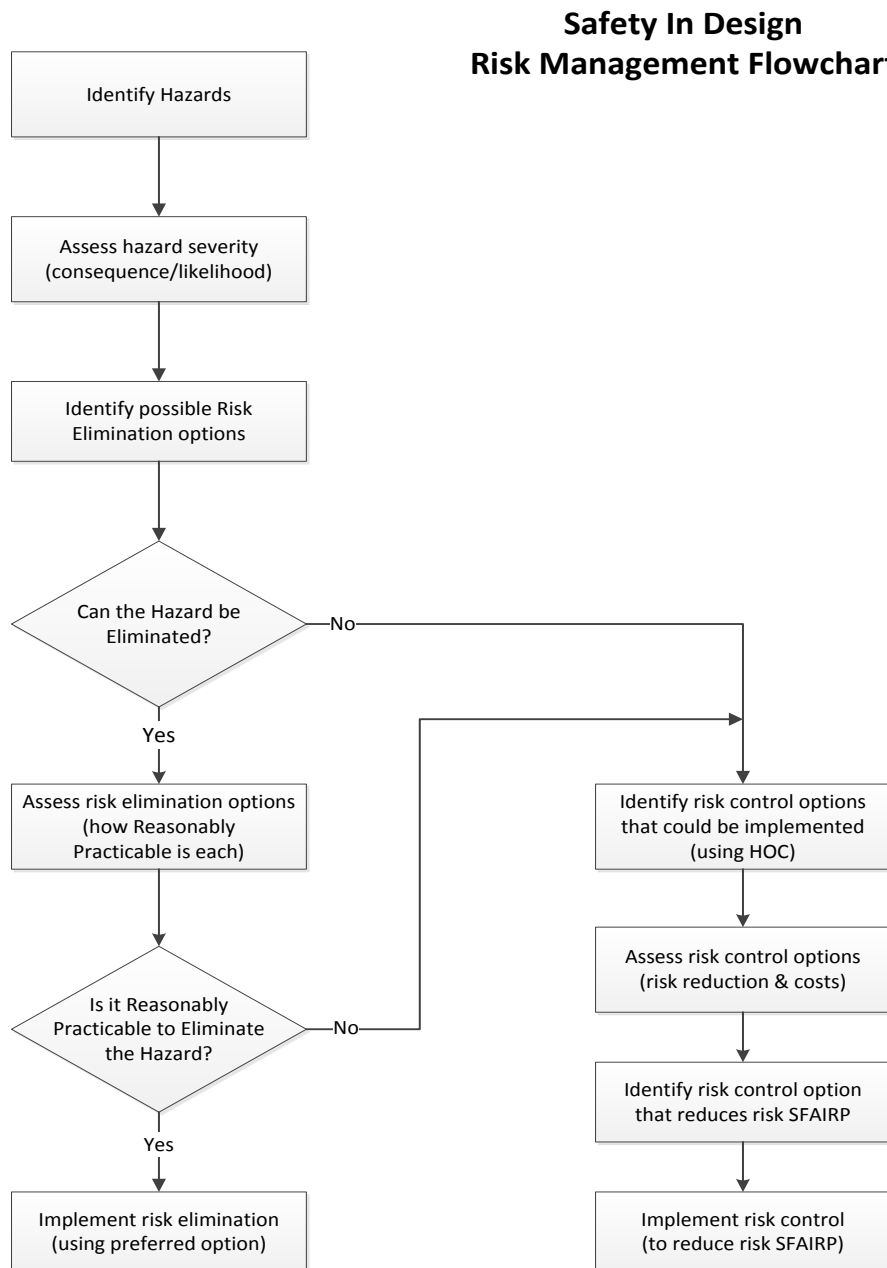 Safety In Design
Risk Management Flowchart
Identify Hazards
Assess hazard severity
(consequence/likelihood)
Identify possible Risk
Elimination options
Can the Hazard be
Eliminated?
No
Yes
Assess risk elimination options
(how Reasonably
Practicable is each)
Is it Reasonably
Practicable to Eliminate
the Hazard?
No
Yes
Implement risk elimination
(using preferred option)
Identify risk control options
that could be implemented
(using HOC)
Assess risk control options
(risk reduction & costs)
Identify risk control option
that reduces risk SFAIRP
Implement risk control
(to reduce risk SFAIRP)